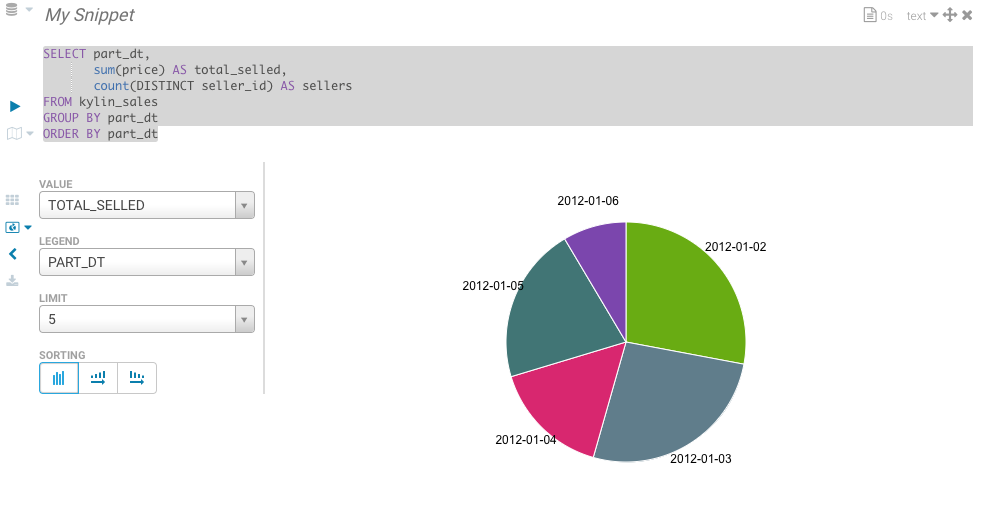 My Snippet
0s
text
SELECT part_dt,
sum(price) AS total_selled,
count(DISTINCT seller_id) AS sellers
FROM kylin_sales
GROUP BY part_dt
ORDER BY part_dt
VALUE
TOTAL_SELLED
LEGEND
PART_DT
LIMIT
5
SORTING
2012-01-06
2012-01-02
2012-01-05
2012-01-04
2012-01-03